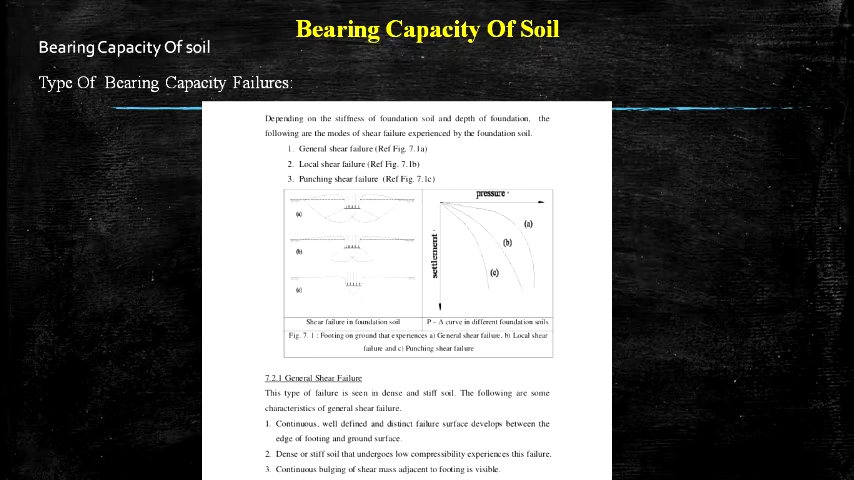 Bearing Capacity Of Soil
Bearing Capacity Of soil
Type Of Bearing Capacity Failures:
Depending on the stiffness of foundation soil and depth of foundation, the
following are the modes of shear failure experienced by the foundation soil.
1. General shear failure (Ref Fig. 7.1a)
2. Local shear failure (Ref Fig. 7.1b)
3. Punching shear failure (Ref Fig. 7.1c)
pressure
(a)
(a)
(b)
settlement
(b)
(c)
(c)
Shear failure in foundation soil
P – Δ curve in different foundation soils
Fig. 7. 1 : Footing on ground that experiences a) General shear failure, b) Local shear
failure and c) Punching shear failure
7.2.1 General Shear Failure
This type of failure is seen in dense and stiff soil. The following are some
characteristics of general shear failure.
1. Continuous, well defined and distinct failure surface develops between the
edge of footing and ground surface.
2. Dense or stiff soil that undergoes low compressibility experiences this failure.
3. Continuous bulging of shear mass adjacent to footing is visible.